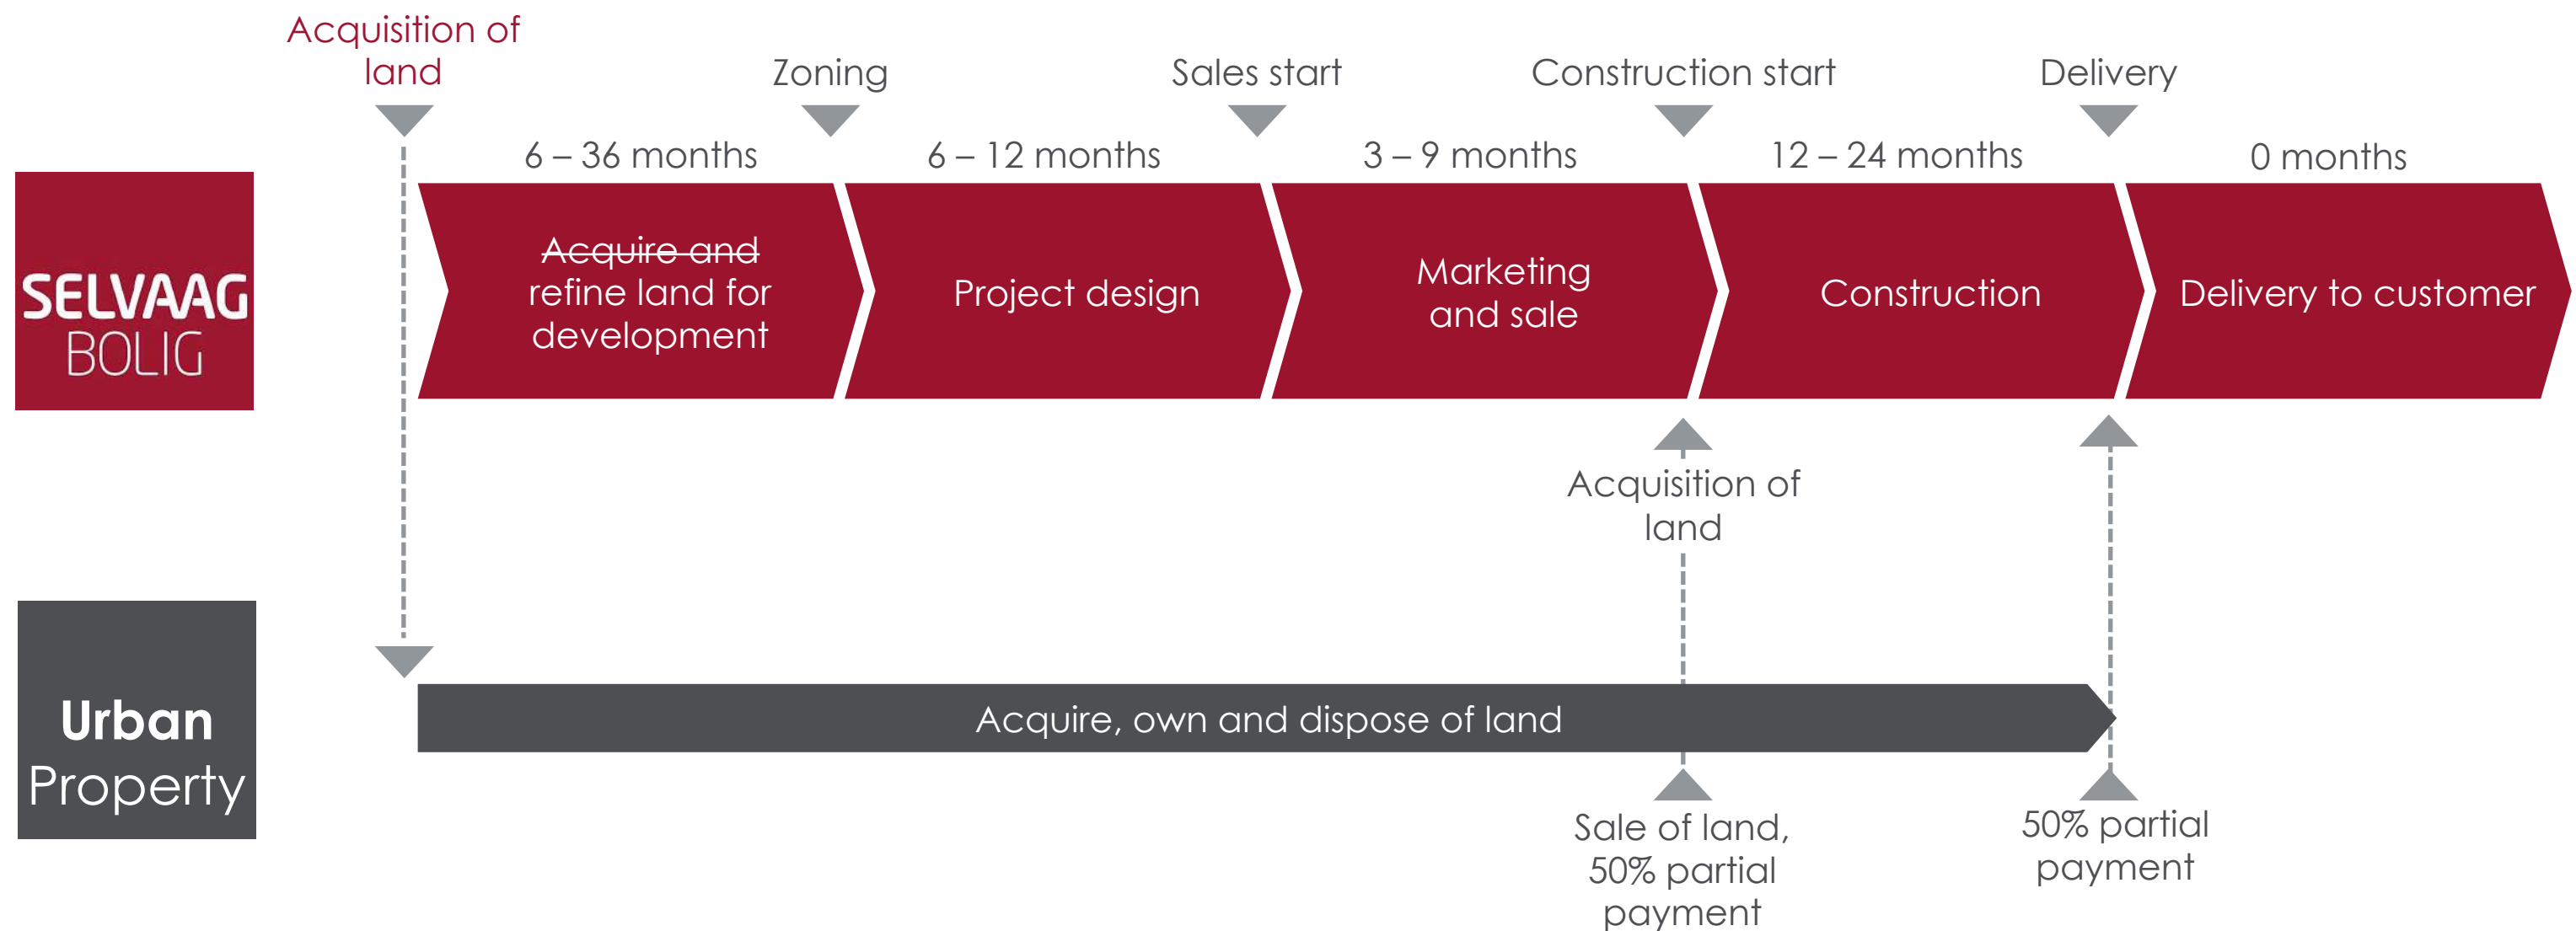 Acquisition of
land
Zoning
Sales start
Construction start
Delivery
6 – 36 months
6 – 12 months
3 – 9 months
12 – 24 months
0 months
SELVAAG
BOLIG
Acquire and
refine land for
development
Project design
Marketing
and sale
Construction
Delivery to customer
Acquisition of
land
Urban
Property
Acquire, own and dispose of land
Sale of land,
50% partial
payment
50% partial
payment